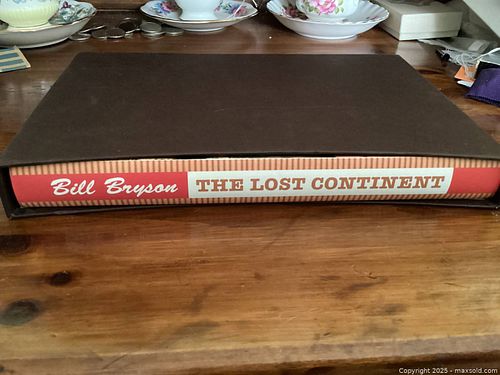 Bill Bryson THE LOST CONTINENT
Copyright 2025 - maxsold.com